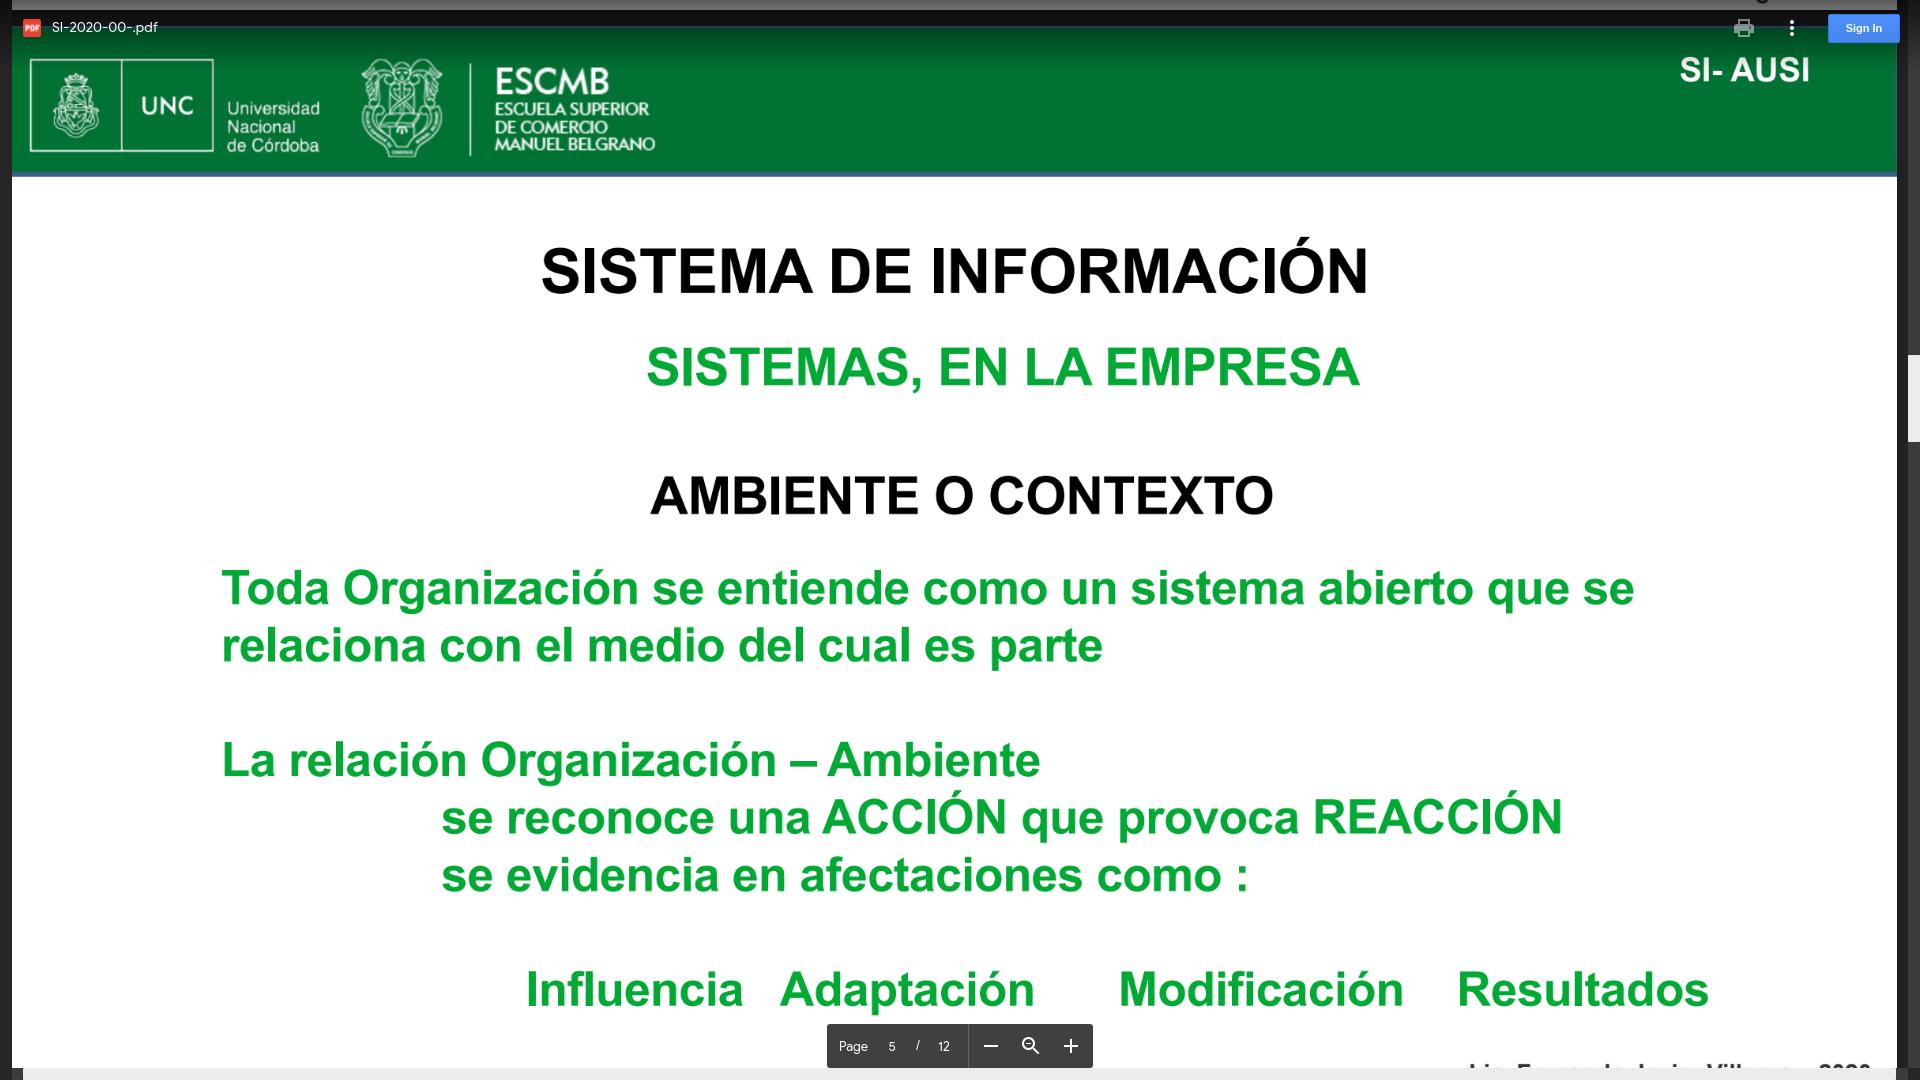 SI-2020-00-.pdf
Sign In
SI- AUSI
UNC
Universidad
Nacional
de Córdoba
ESCMB
ESCUELA SUPERIOR
DE COMERCIO
MANUEL BELGRANO
SISTEMA DE INFORMACIÓN
SISTEMAS, EN LA EMPRESA
AMBIENTE O CONTEXTO
Toda Organización se entiende como un sistema abierto que se
relaciona con el medio del cual es parte
La relación Organización – Ambiente
se reconoce una ACCIÓN que provoca REACCIÓN
se evidencia en afectaciones como :
Influencia Adaptación Modificación Resultados
Page 5 / 12